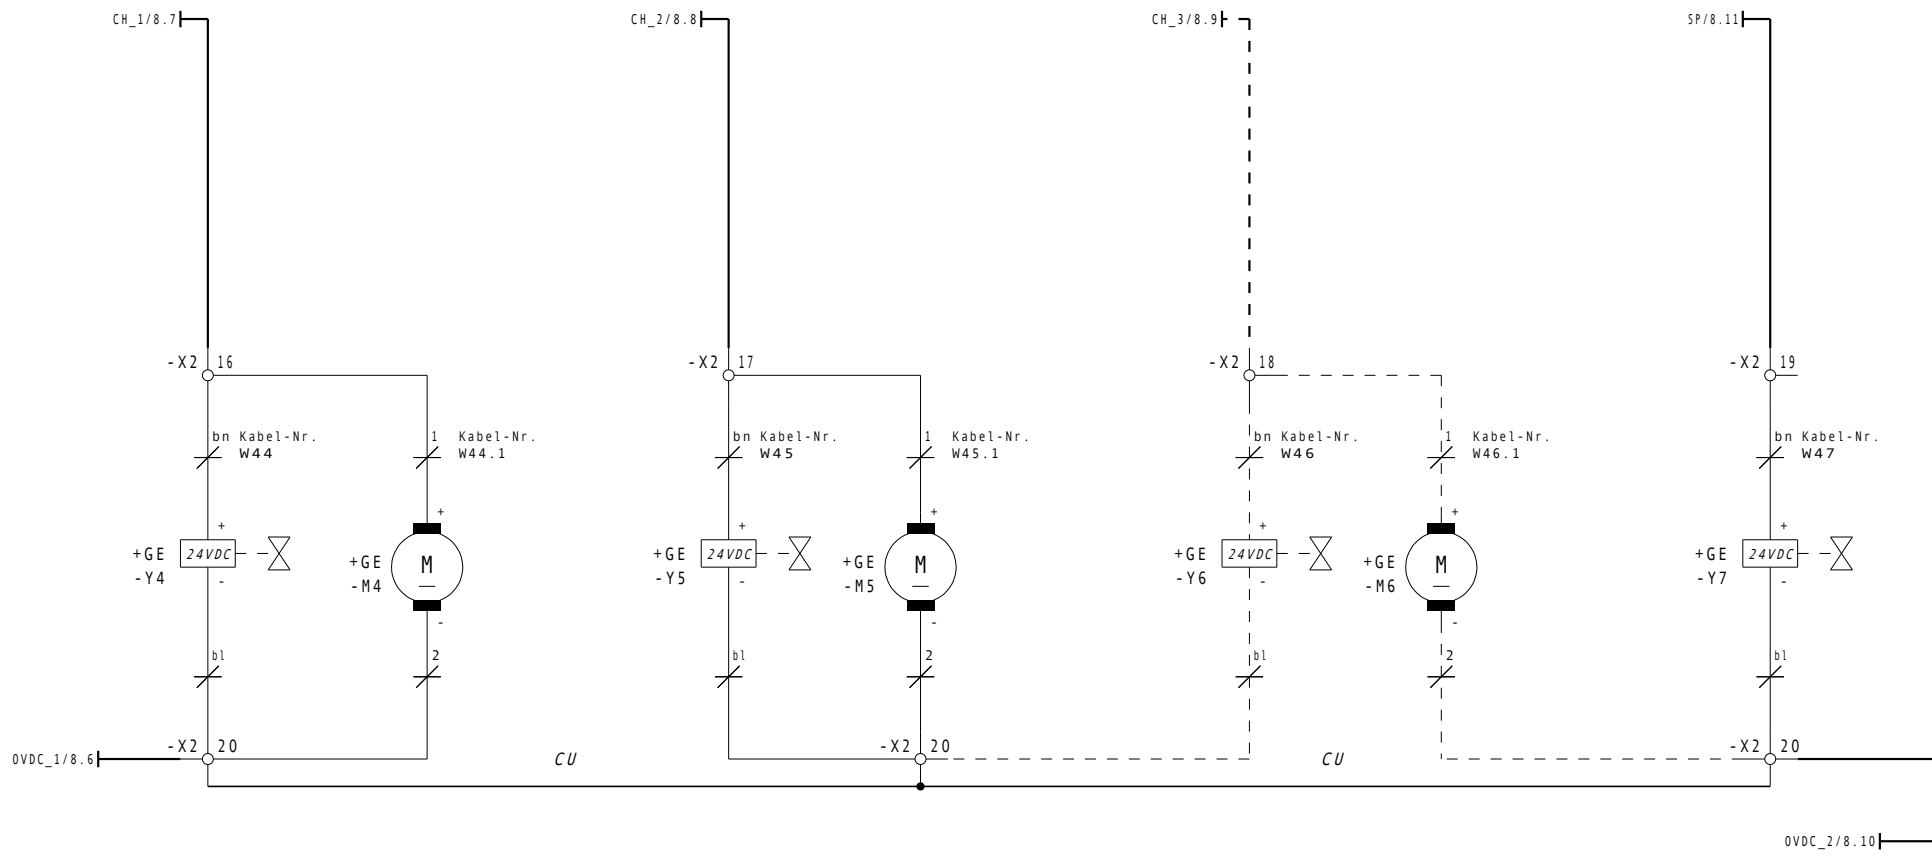 CH_1/8.7 CH_2/8.8 CH_3/8.9 SP/8.11
-X2 16 -X2 17 -X2 18 -X2 19
bn Kabel-Nr. 1 Kabel-Nr. bn Kabel-Nr. 1 Kabel-Nr. bn Kabel-Nr. 1 Kabel-Nr. bn Kabel-Nr.
W44 W44.1 W45 W45.1 W46 W46.1 W47
+ + + + + + +
+GE 24VDC +GE M +GE 24VDC +GE M +GE 24VDC +GE M +GE 24VDC
-Y4 - -M4 -Y5 - -M5 -Y6 - -M6 -Y7 -
- - -
bl 2 bl 2 bl 2 bl
0VDC_1/8.6 -X2 20 CU -X2 20 CU -X2 20
0VDC_2/8.10